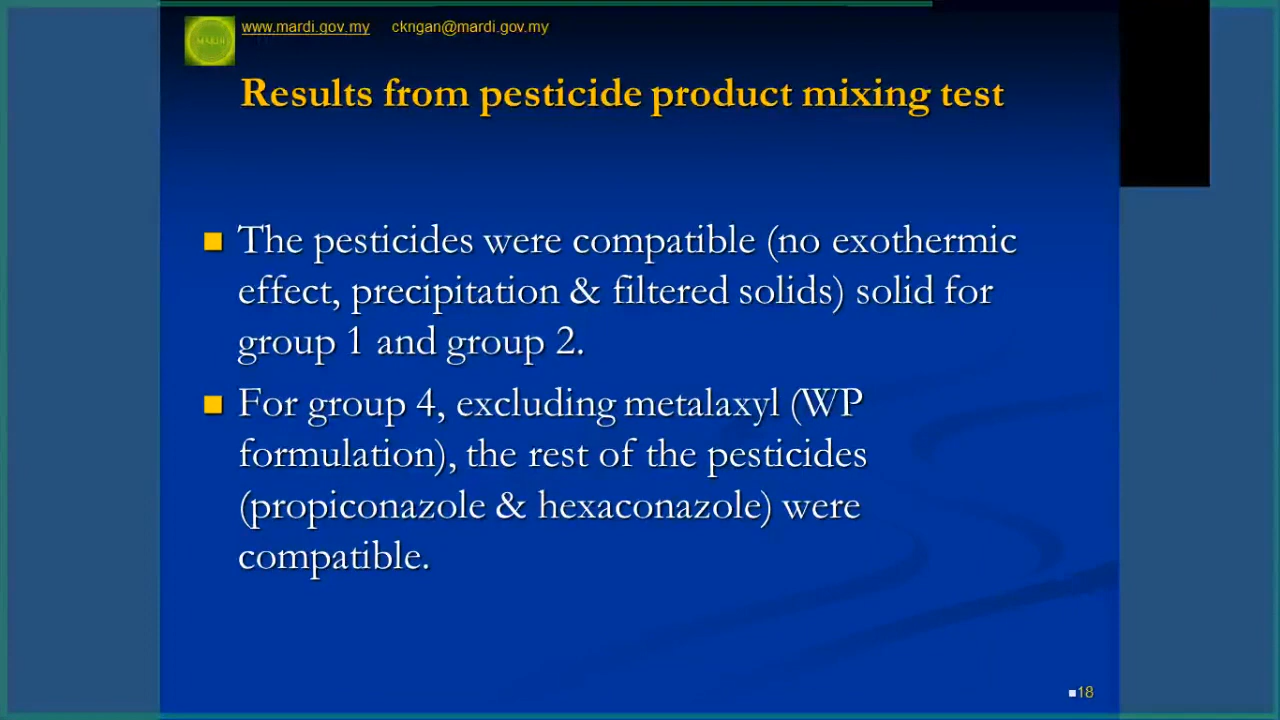 www.mardi.gov.my ckngan@mardi.gov.my
MARDI
Results from pesticide product mixing test
The pesticides were compatible (no exothermic
effect, precipitation & filtered solids) solid for
group 1 and group 2.
For group 4, excluding metalaxyl (WP
formulation), the rest of the pesticides
(propiconazole & hexaconazole) were
compatible.
18